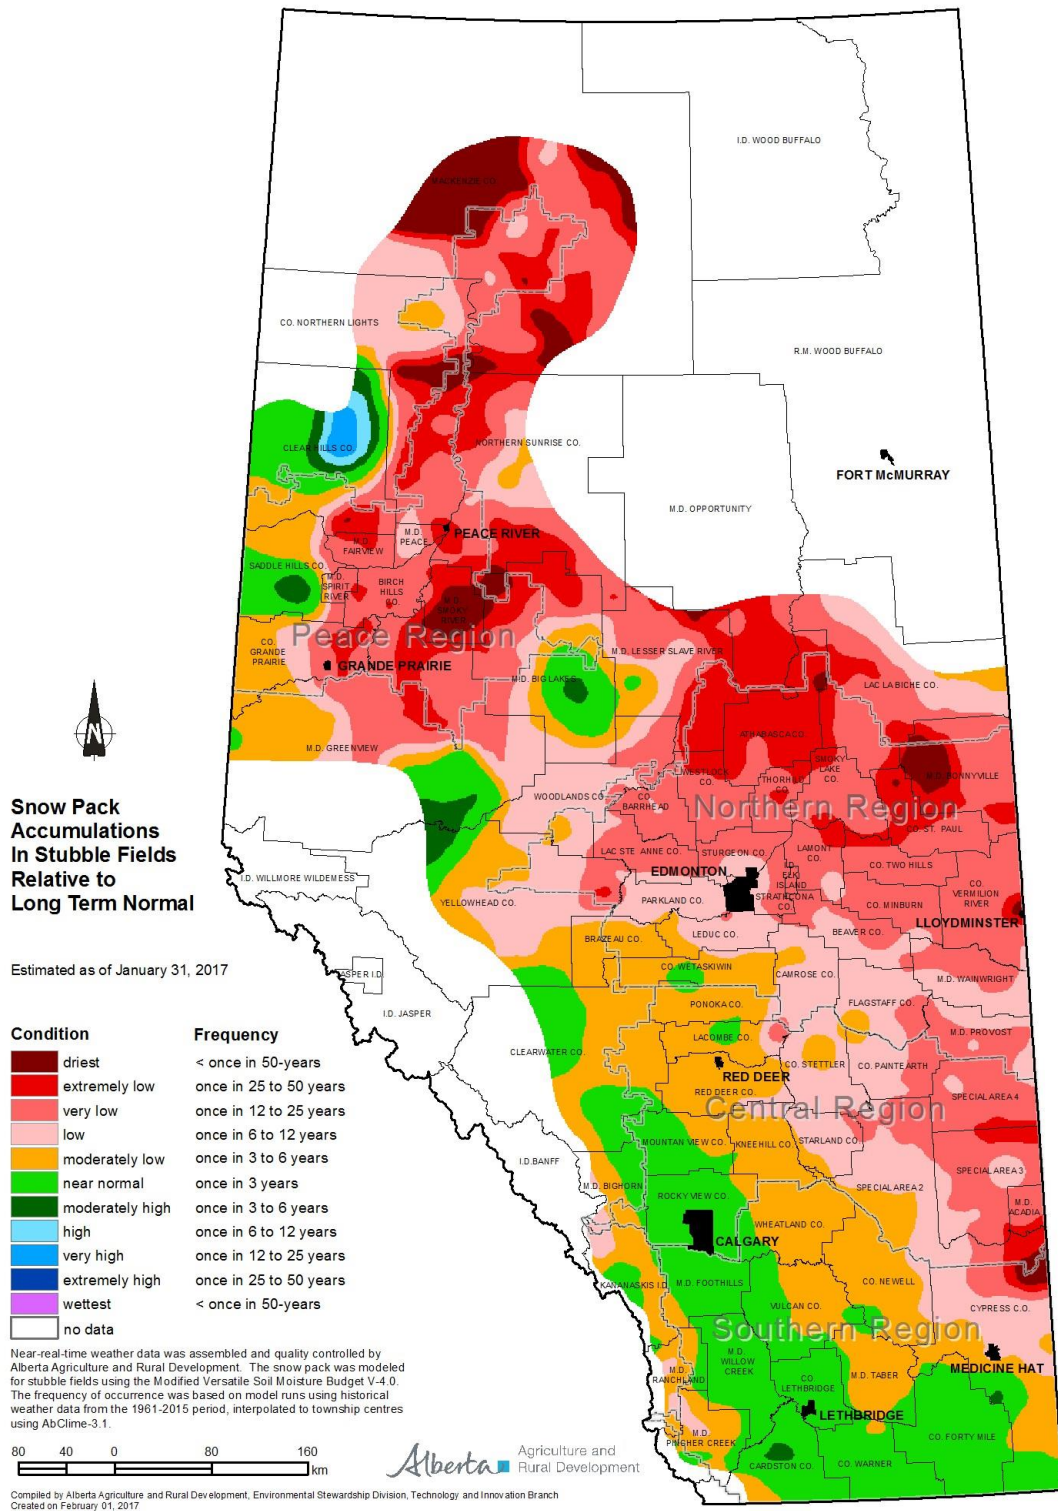 I.D. WOOD BUFFALO
MACKENZIE CO.
CO. NORTHERN LIGHTS
R.M. WOOD BUFFALO
CLEAR HILLS CO.
NORTHERN SUNRISE CO.
FORT McMURRAY
M.D. OPPORTUNITY
M.D.
FAIRVIEW
M.D.
PEACE
PEACE RIVER
SADDLE HILLS CO.
M.D.
SPIRIT
RIVER
BIRCH
HILLS
CO.
M.D.
SMOKY
RIVER
Peace Region
CO.
GRANDE
PRAIRIE
GRANDE PRAIRIE
M.D. LESSER SLAVE RIVER
M.D. BIG LAKES
LAC LA BICHE CO.
M.D. GREENVIEW
ATHABASCA CO.
N
WESTLOCK
CO.
THORHILD
CO.
SMOKY
LAKE
CO.
M.D. BONNYVILLE
WOODLANDS CO.
CO.
BARRHEAD
Northern Region
CO. ST. PAUL
LAC STE ANNE CO.
STURGEON CO.
LAMONT
CO.
I.D. WILLMORE WILDERNESS
EDMONTON
I.D.
ELK
ISLAND
CO. TWO HILLS
CO.
VERMILION
RIVER
YELLOWHEAD CO.
PARKLAND CO.
STRATHCONA
CO.
CO. MINBURN
LLOYDMINSTER
BRAZEAU CO.
LEDUC CO.
BEAVER CO.
JASPER I.D.
CO. WETASKIWIN
CAMROSE CO.
M.D. WAINWRIGHT
I.D. JASPER
PONOKA CO.
FLAGSTAFF CO.
CLEARWATER CO.
LACOMBE CO.
M.D. PROVOST
RED DEER
CO. STETTLER
CO. PAINTEARTH
RED DEER CO.
Central Region
SPECIAL AREA 4
MOUNTAIN VIEW CO.
KNEEHILL CO.
STARLAND CO.
I.D. BANFF
M.D. BIGHORN
ROCKY VIEW CO.
SPECIAL AREA 2
SPECIAL AREA 3
M.D.
ACADIA
WHEATLAND CO.
CALGARY
KANANASKIS I.D.
M.D. FOOTHILLS
CO. NEWELL
VULCAN CO.
CYPRESS C.O.
Southern Region
M.D.
WILLOW
CREEK
MEDICINE HAT
M.D.
RANCHLAND
CO
LETHBRIDGE
M.D. TABER
LETHBRIDGE
M.D.
PINCHER CREEK
CO. FORTY MILE
CARDSTON CO.
CO. WARNER
Snow Pack
Accumulations
In Stubble Fields
Relative to
Long Term Normal
Estimated as of January 31, 2017
Condition Frequency
driest < once in 50-years
extremely low once in 25 to 50 years
very low once in 12 to 25 years
low once in 6 to 12 years
moderately low once in 3 to 6 years
near normal once in 3 years
moderately high once in 3 to 6 years
high once in 6 to 12 years
very high once in 12 to 25 years
extremely high once in 25 to 50 years
wettest < once in 50-years
no data
Near-real-time weather data was assembled and quality controlled by
Alberta Agriculture and Rural Development. The snow pack was modeled
for stubble fields using the Modified Versatile Soil Moisture Budget V-4.0.
The frequency of occurrence was based on model runs using historical
weather data from the 1961-2015 period, interpolated to township centres
using AbClime-3.1.
80 40 0 80 160
km
Alberta Agriculture and
Rural Development
Compiled by Alberta Agriculture and Rural Development, Environmental Stewardship Division, Technology and Innovation Branch
Created on February 01, 2017